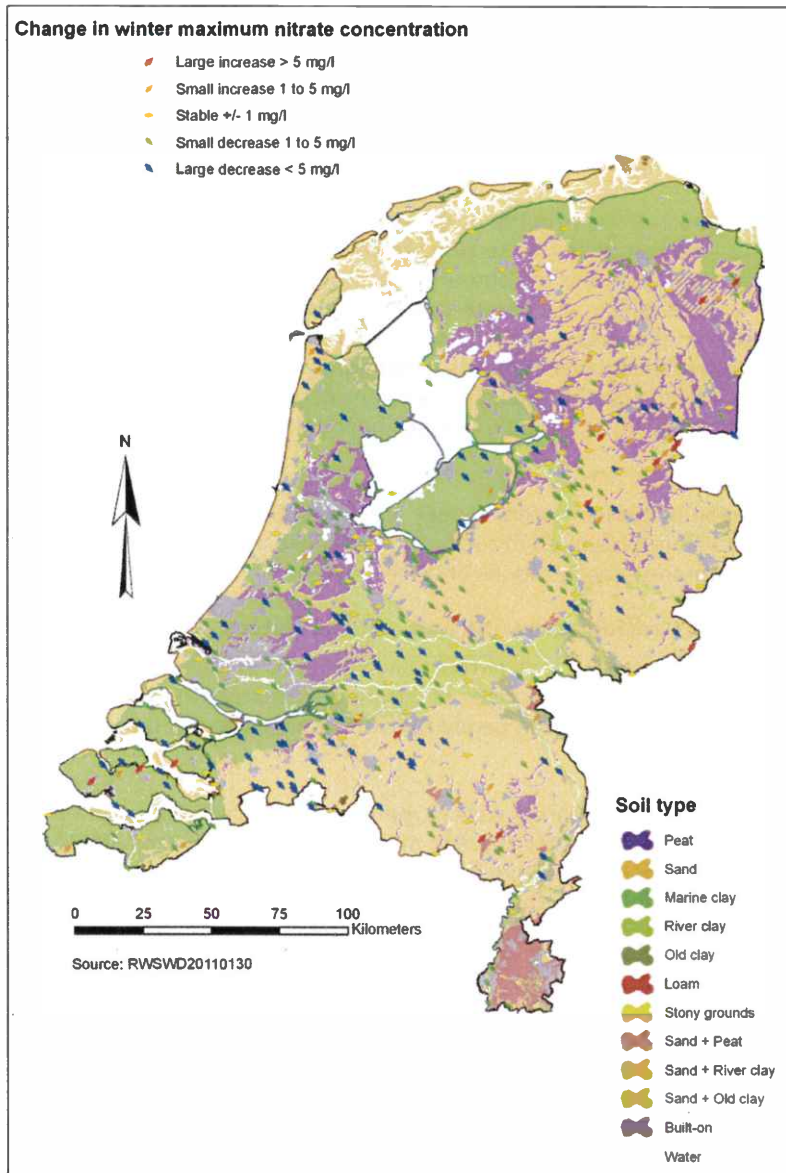 Change in winter maximum nitrate concentration
Large increase > 5 mg/l
Small increase 1 to 5 mg/l
Stable +/- 1 mg/l
Small decrease 1 to 5 mg/l
Large decrease < 5 mg/l
N
Soil type
Peat
Sand
Marine clay
River clay
Old clay
Loam
Stony grounds
Sand + Peat
Sand + River clay
Sand + Old clay
Built-on
Water
0 25 50 75 100
Kilometers
Source: RWSWD20110130